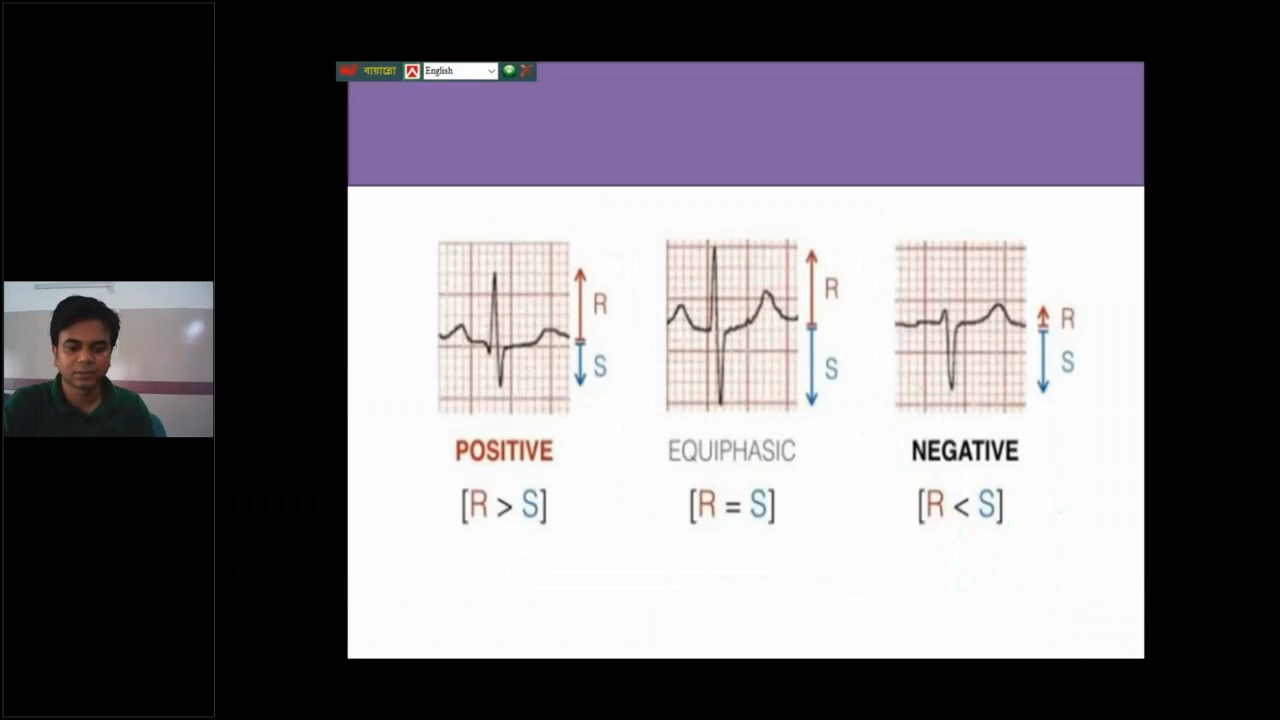 বায়ান্নো English
R R R
S S S
POSITIVE EQUIPHASIC NEGATIVE
[R > S] [R = S] [R < S]